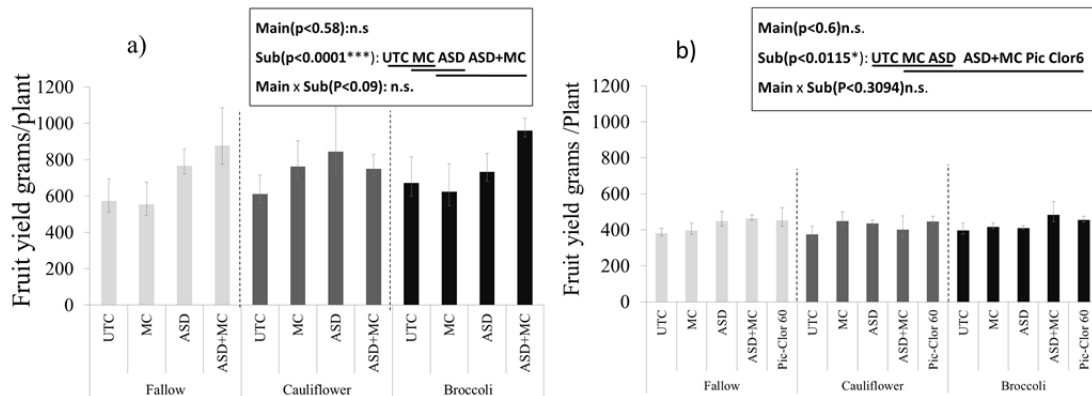 a)
Main(p<0.58):n.s
Sub(p<0.0001***): UTC MC ASD ASD+MC
Main x Sub(P<0.09): n.s.
Fruit yield grams/plant
1200
1000
800
600
400
200
0
UTC
MC
ASD
ASD+MC
UTC
MC
ASD
ASD+MC
UTC
MC
ASD
ASD+MC
Fallow
Cauliflower
Broccoli
b)
Main(p<0.6)n.s.
Sub(p<0.0115*): UTC MC ASD ASD+MC Pic Clor6
Main x Sub(P<0.3094)n.s.
Fruit yield grams /Plant
1200
1000
800
600
400
200
0
UTC
MC
ASD
ASD+MC
Pic-Clor 60
UTC
MC
ASD
ASD+MC
Pic-Clor 60
UTC
MC
ASD
ASD+MC
Pic-Clor 60
Fallow
Cauliflower
Broccoli